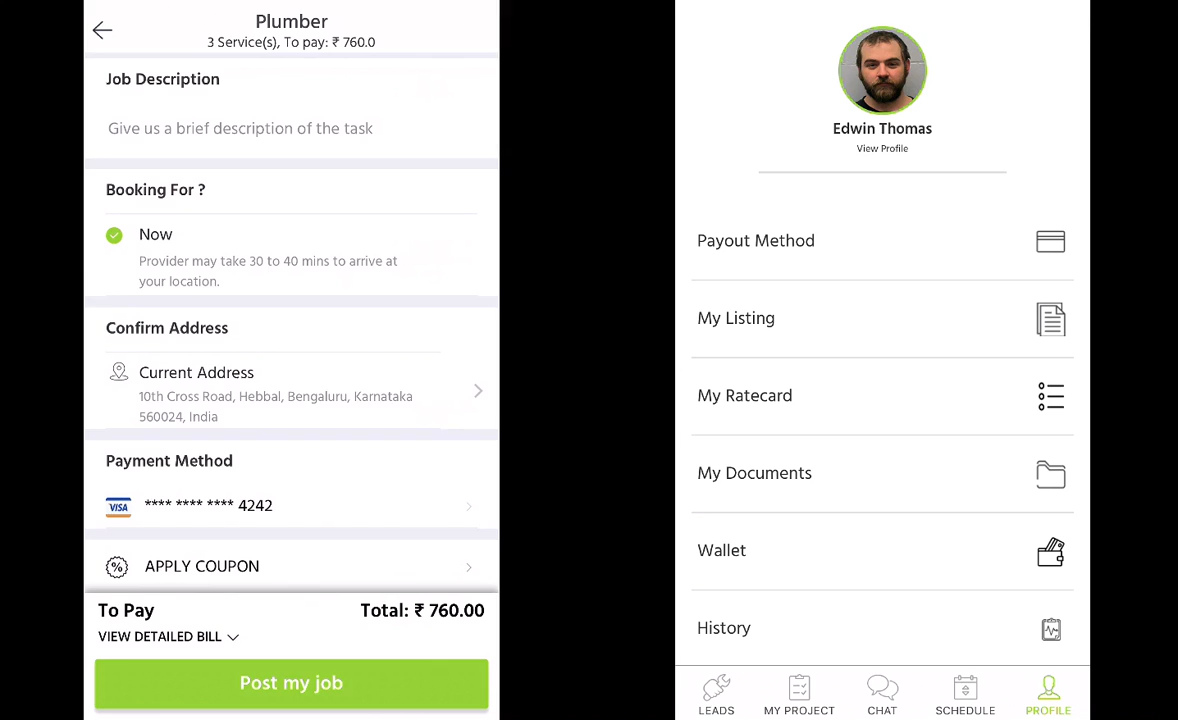 Plumber
3 Service(s), To pay: ₹ 760.0
Job Description
Give us a brief description of the task
Booking For ?
Now
Provider may take 30 to 40 mins to arrive at
your location.
Confirm Address
Current Address
10th Cross Road, Hebbal, Bengaluru, Karnataka
560024, India
Payment Method
VISA **** **** **** 4242
% APPLY COUPON
To Pay Total: ₹ 760.00
VIEW DETAILED BILL
Post my job
Edwin Thomas
View Profile
Payout Method
My Listing
My Ratecard
My Documents
Wallet
History
LEADS MY PROJECT CHAT SCHEDULE PROFILE